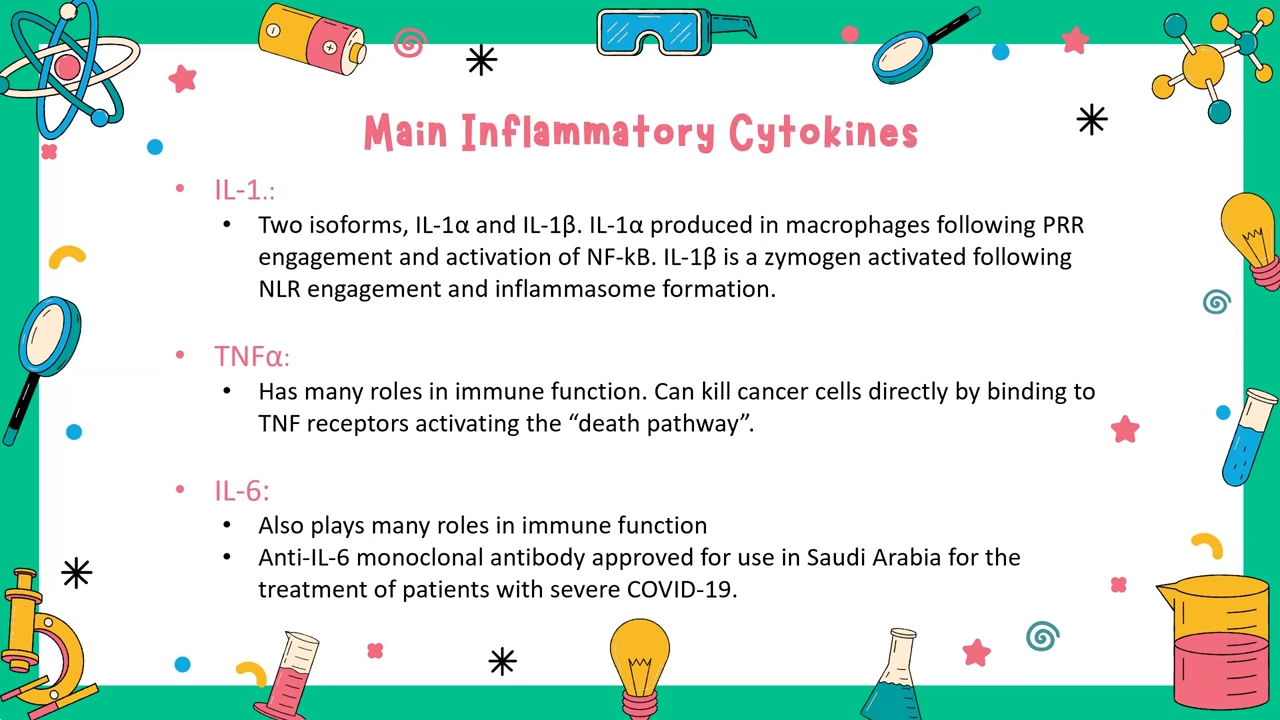 Main Inflammatory Cytokines
• IL-1.:
• Two isoforms, IL-1α and IL-1β. IL-1α produced in macrophages following PRR
engagement and activation of NF-kB. IL-1β is a zymogen activated following
NLR engagement and inflammasome formation.
• TNFα:
• Has many roles in immune function. Can kill cancer cells directly by binding to
TNF receptors activating the “death pathway”.
• IL-6:
• Also plays many roles in immune function
• Anti-IL-6 monoclonal antibody approved for use in Saudi Arabia for the
treatment of patients with severe COVID-19.